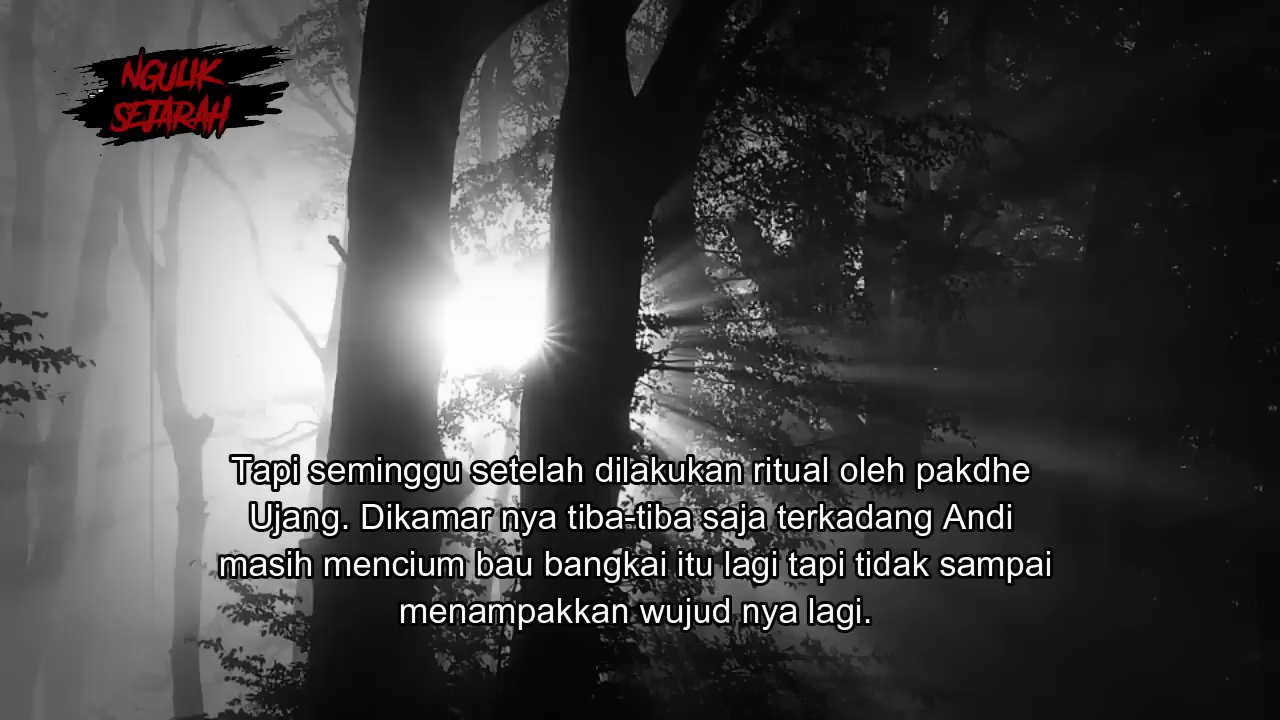 NGULIK
SEJARAH
Tapi seminggu setelah dilakukan ritual oleh pakdhe
Ujang. Dikamar nya tiba-tiba saja terkadang Andi
masih mencium bau bangkai itu lagi tapi tidak sampai
menampakkan wujud nya lagi.